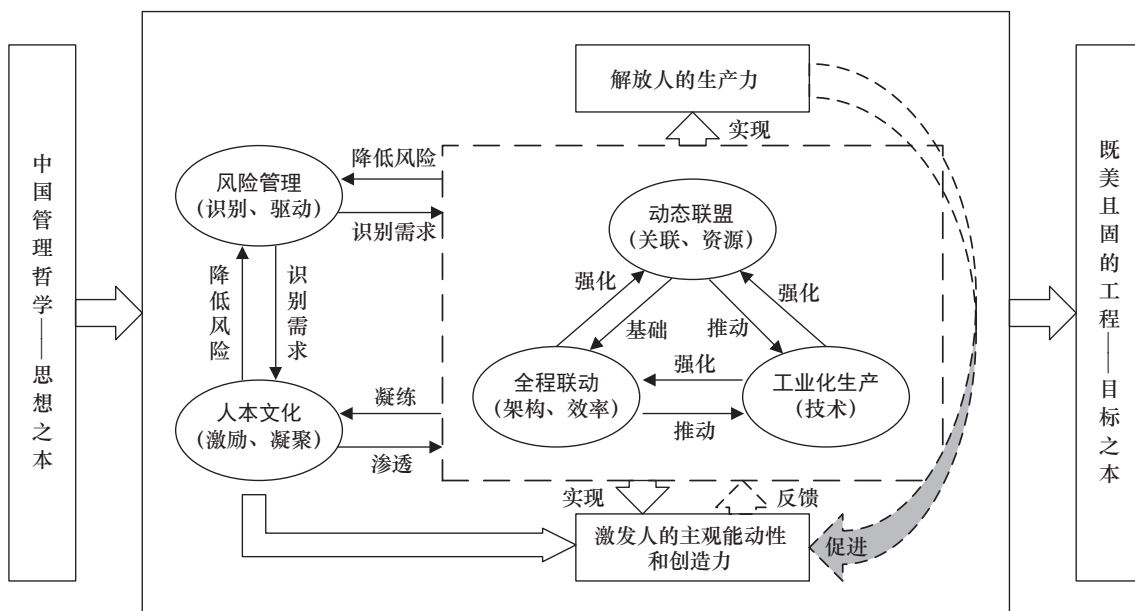 中国管理哲学——思想之本
解放人的生产力
实现
降低风险
风险管理
(识别、驱动)
识别需求
动态联盟
(关联、资源)
降低风险
识别需求
强化
强化
基础
推动
全程联动
(架构、效率)
强化
工业化生产
(技术)
推动
人本文化
(激励、凝聚)
凝练
渗透
实现
反馈
激发人的主观能动性
和创造力
促进
既美且固的工程——目标之本